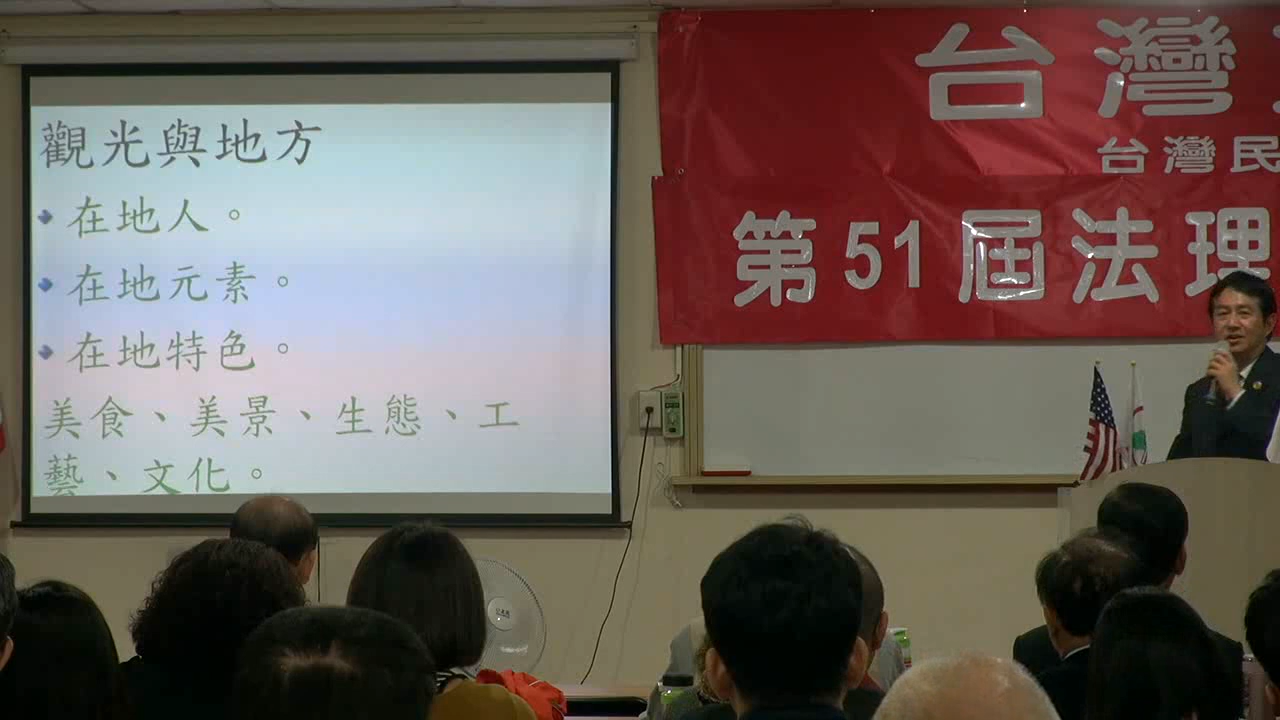 觀光與地方
在地人。
在地元素。
在地特色。
美食、美景、生態、工
藝、文化。
台灣
台灣民
第51屆法理